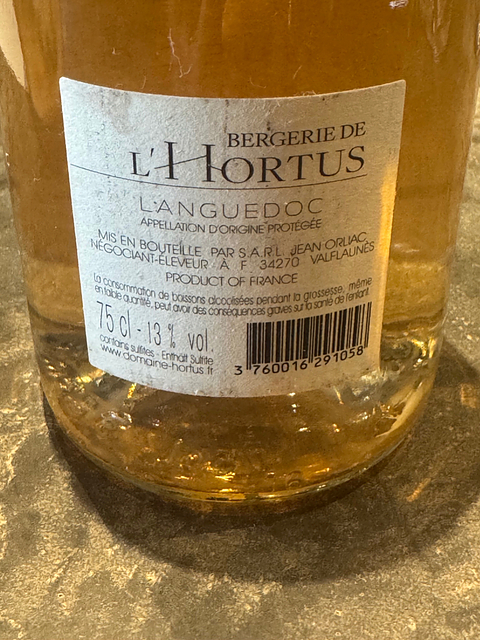 BERGERIE DE
L'HORTUS
LANGUEDOC
APPELLATION D'ORIGINE PROTÉGÉE
MIS EN BOUTEILLE PAR S.A.R.L. JEAN ORLIAC
NÉGOCIANT-ÉLEVEUR À F 34270 VALFLAUNÈS
PRODUCT OF FRANCE
La consommation de boissons alcoolisées pendant la grossesse, même
en faible quantité, peut avoir des conséquences graves sur la santé de l'enfant.
75 cl - 13 % vol
contains sulfites - Enthält Sulfite
www.domaine-hortus.fr
3 760016 291058